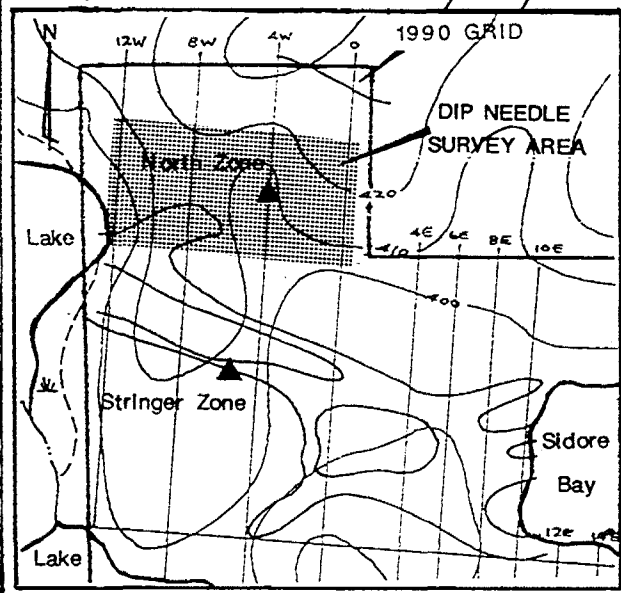 1990 GRID
N
12W 8W 4W 0
DIP NEEDLE
SURVEY AREA
North Zone
420
Lake
410
4E 6E 8E 10E
400
Stringer Zone
Sidore
Bay
12E
Lake